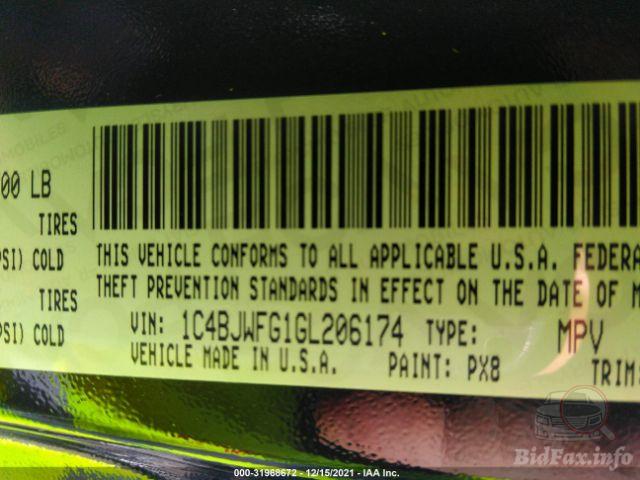 00 LB
TIRES
PSI) COLD
TIRES
PSI) COLD
THIS VEHICLE CONFORMS TO ALL APPLICABLE U.S.A. FEDERA
THEFT PREVENTION STANDARDS IN EFFECT ON THE DATE OF M
VIN: 1C4BJWFG1GL206174 TYPE: MPV
VEHICLE MADE IN U.S.A. PAINT: PX8 TRIM:
BidFax.info
000-31968672 - 12/15/2021 - IAA Inc.